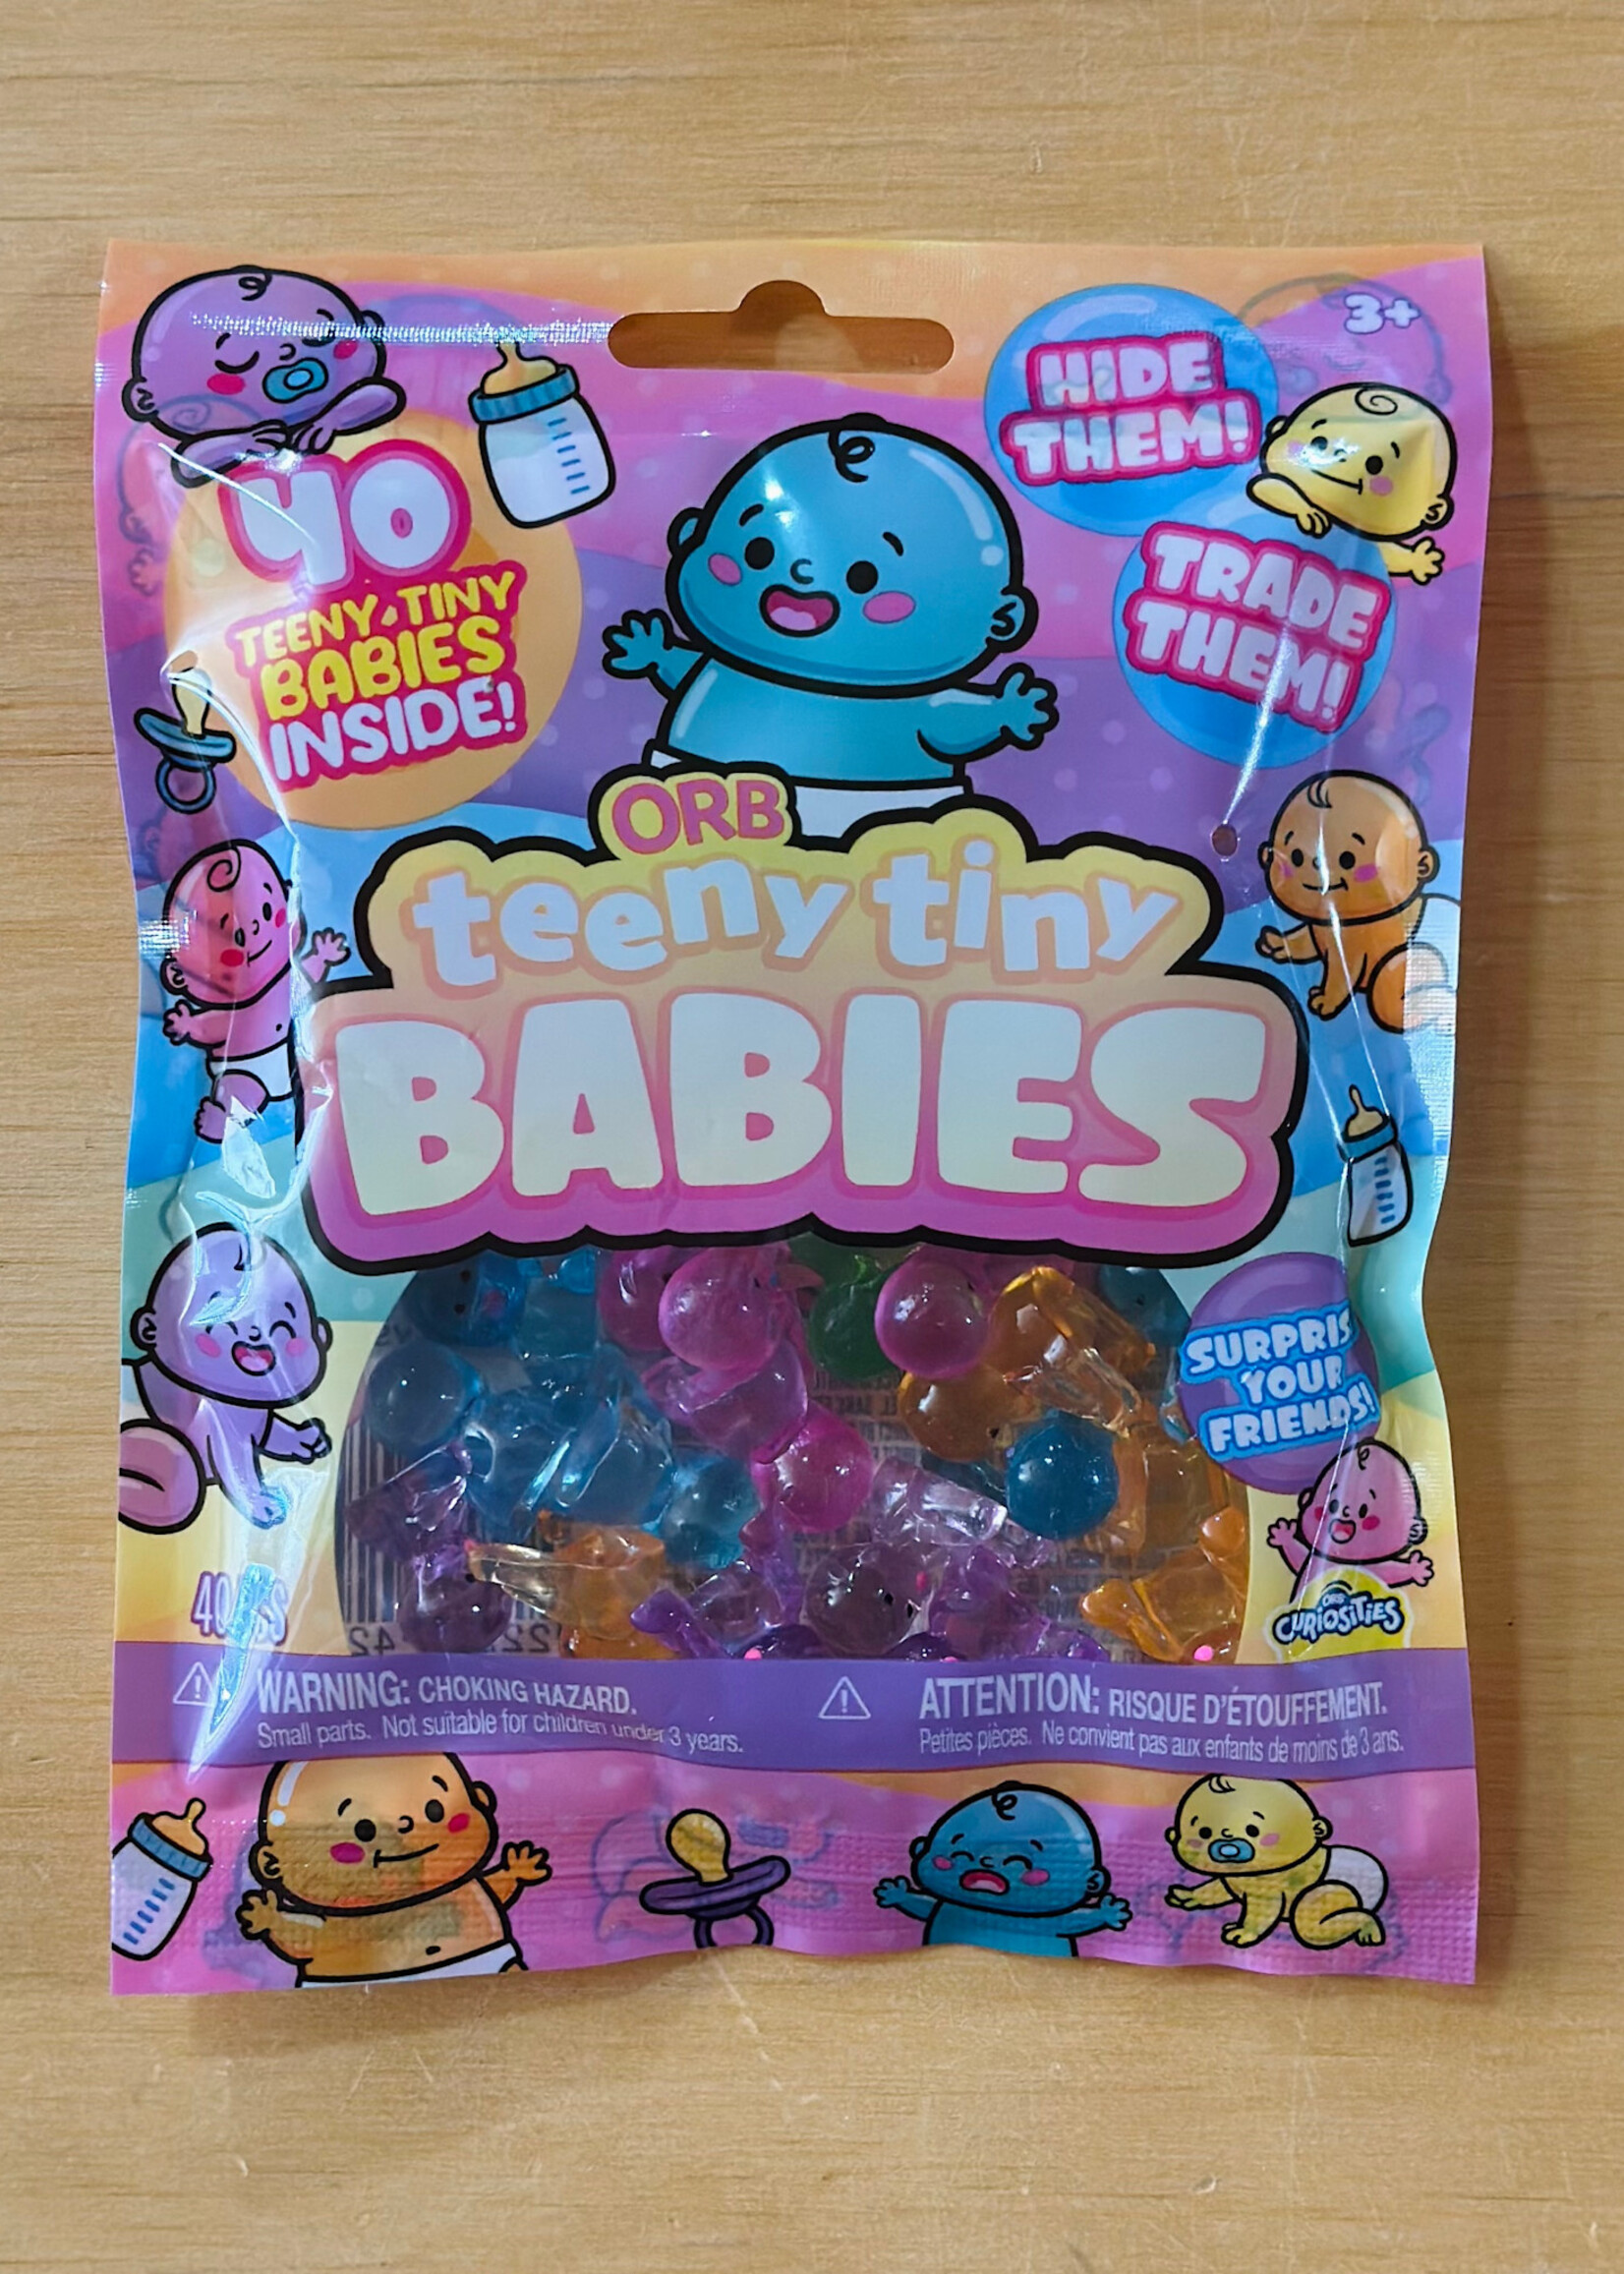 3+
HIDE
THEM!
40
TEENY, TINY
BABIES
INSIDE!
TRADE
THEM!
ORB
teeny tiny
BABIES
SURPRISE
YOUR
FRIENDS!
ORB
CURIOSITIES
WARNING: CHOKING HAZARD.
Small parts. Not suitable for children under 3 years.
ATTENTION: RISQUE D'ÉTOUFFEMENT.
Petites pièces. Ne convient pas aux enfants de moins de 3 ans.